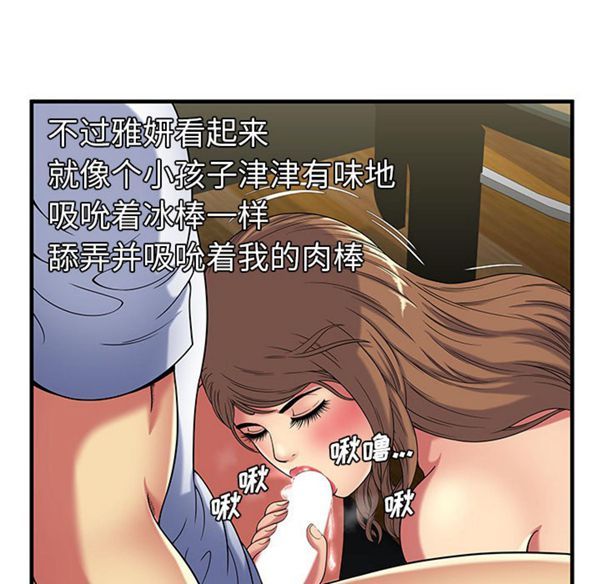 不过雅妍看起来
就像个小孩子津津有味地
吸吮着冰棒一样
舔弄并吸吮着我的肉棒
啾噜…
啾
啾
啾